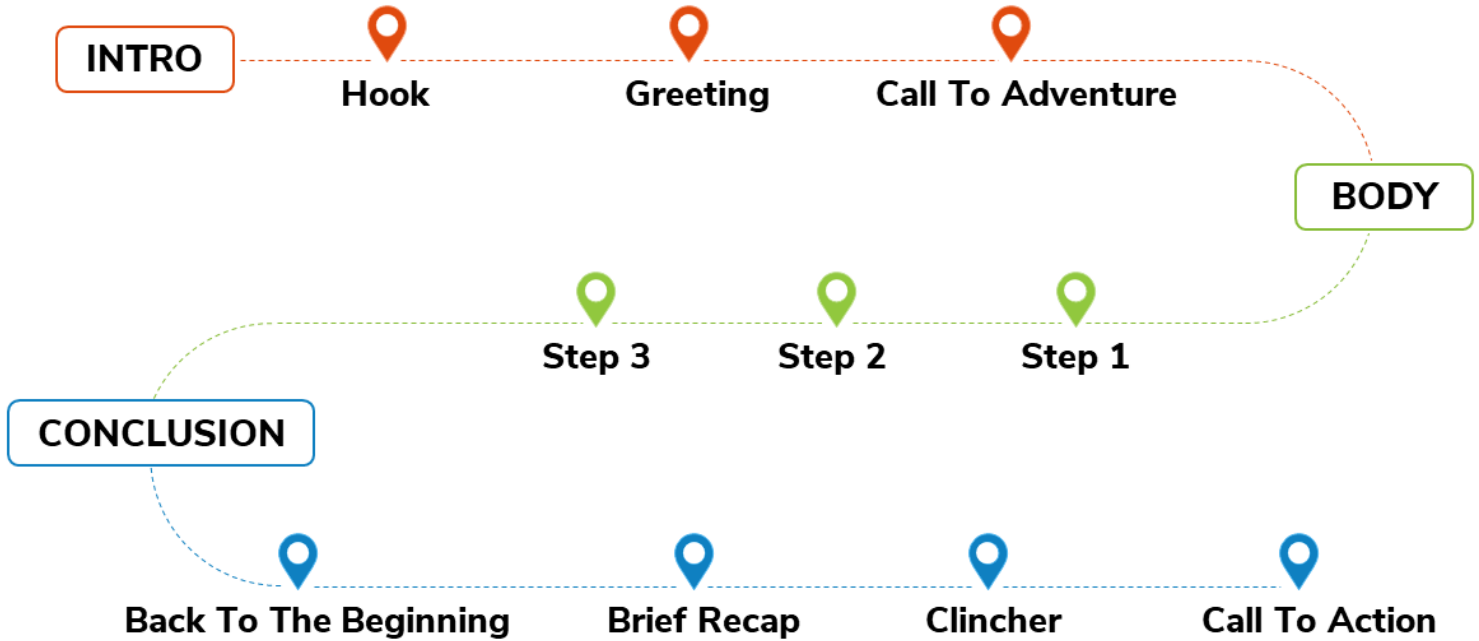 INTRO
Hook
Greeting
Call To Adventure
BODY
Step 1
Step 2
Step 3
CONCLUSION
Back To The Beginning
Brief Recap
Clincher
Call To Action